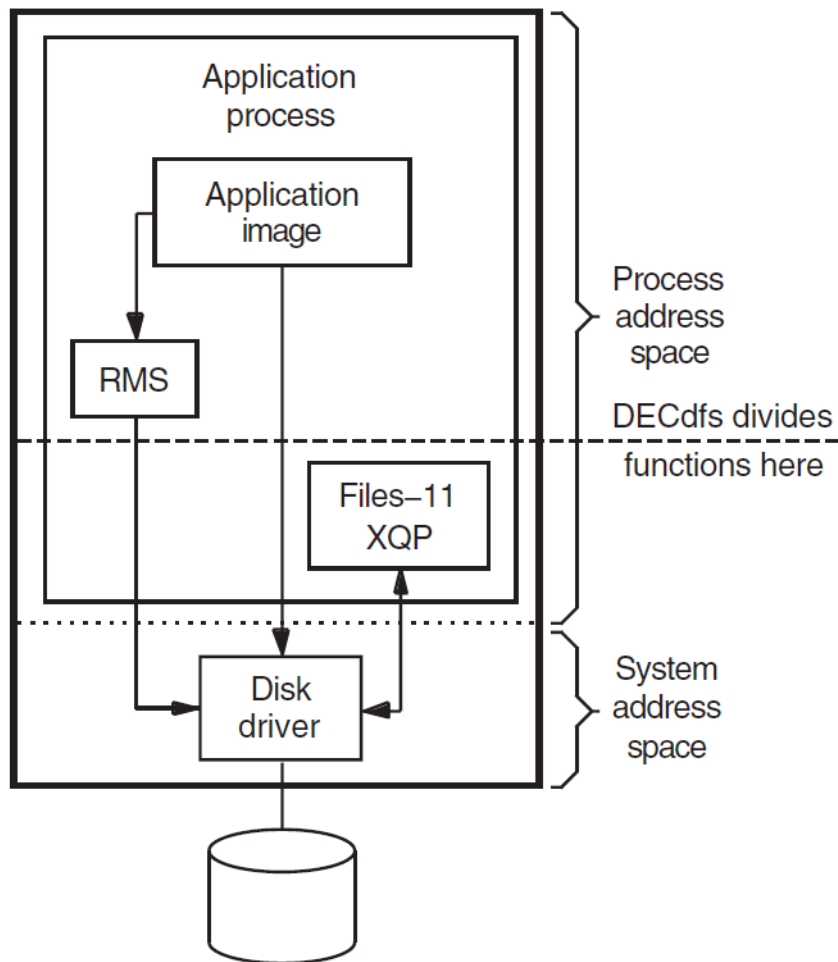 Application
process
Application
image
RMS
Process
address
space
DECdfs divides
functions here
Files–11
XQP
Disk
driver
System
address
space